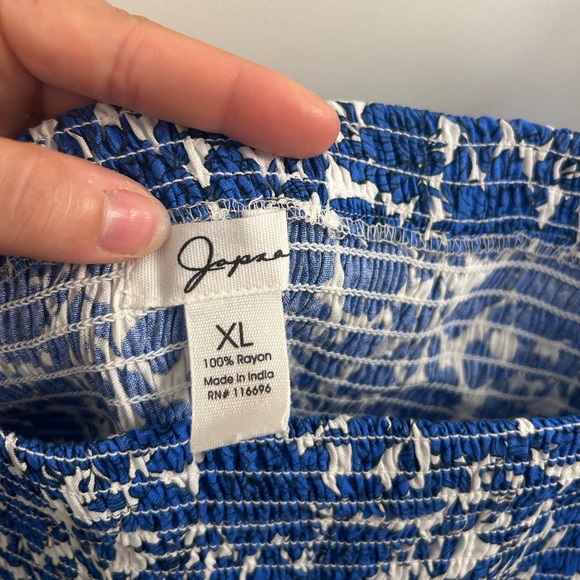 Japna
XL
100% Rayon
Made in India
RN# 116696